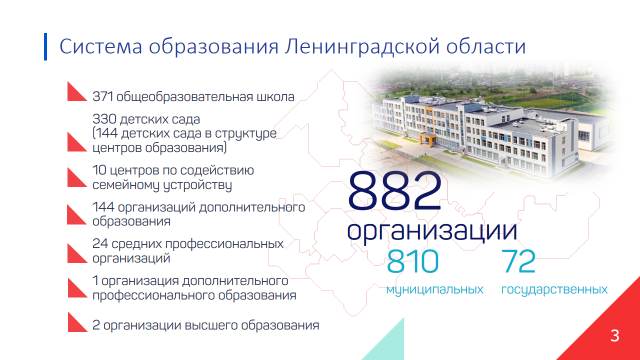 Система образования Ленинградской области
371 общеобразовательная школа
330 детских сада
(144 детских сада в структуре
центров образования)
10 центров по содействию
семейному устройству
144 организаций дополнительного
образования
24 средних профессиональных
организаций
1 организация дополнительного
профессионального образования
2 организации высшего образования
882
организации
810
муниципальных
72
государственных
3